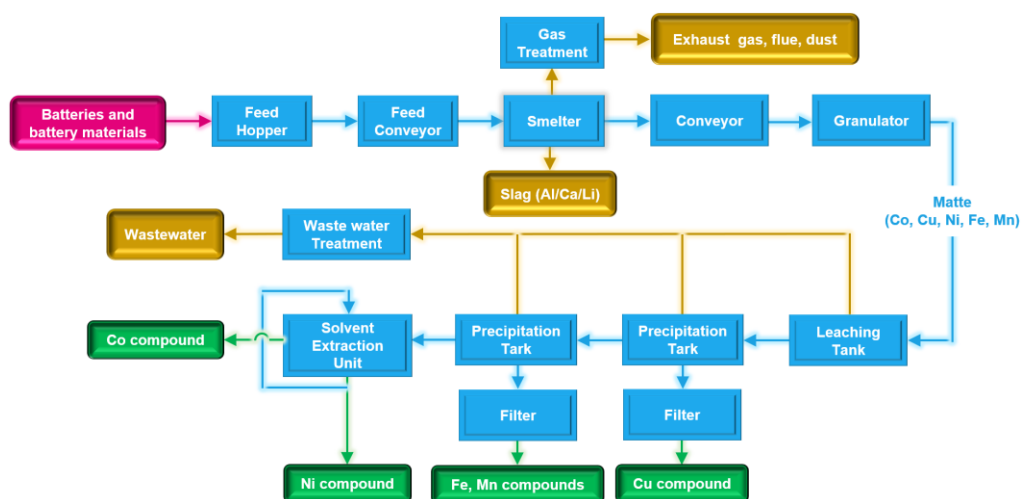 Gas
Treatment
Exhaust gas, flue, dust
Batteries and
battery materials
Feed
Hopper
Feed
Conveyor
Smelter
Conveyor
Granulator
Slag (Al/Ca/Li)
Matte
(Co, Cu, Ni, Fe, Mn)
Wastewater
Waste water
Treatment
Co compound
Solvent
Extraction
Unit
Precipitation
Tark
Precipitation
Tark
Leaching
Tank
Filter
Filter
Ni compound
Fe, Mn compounds
Cu compound